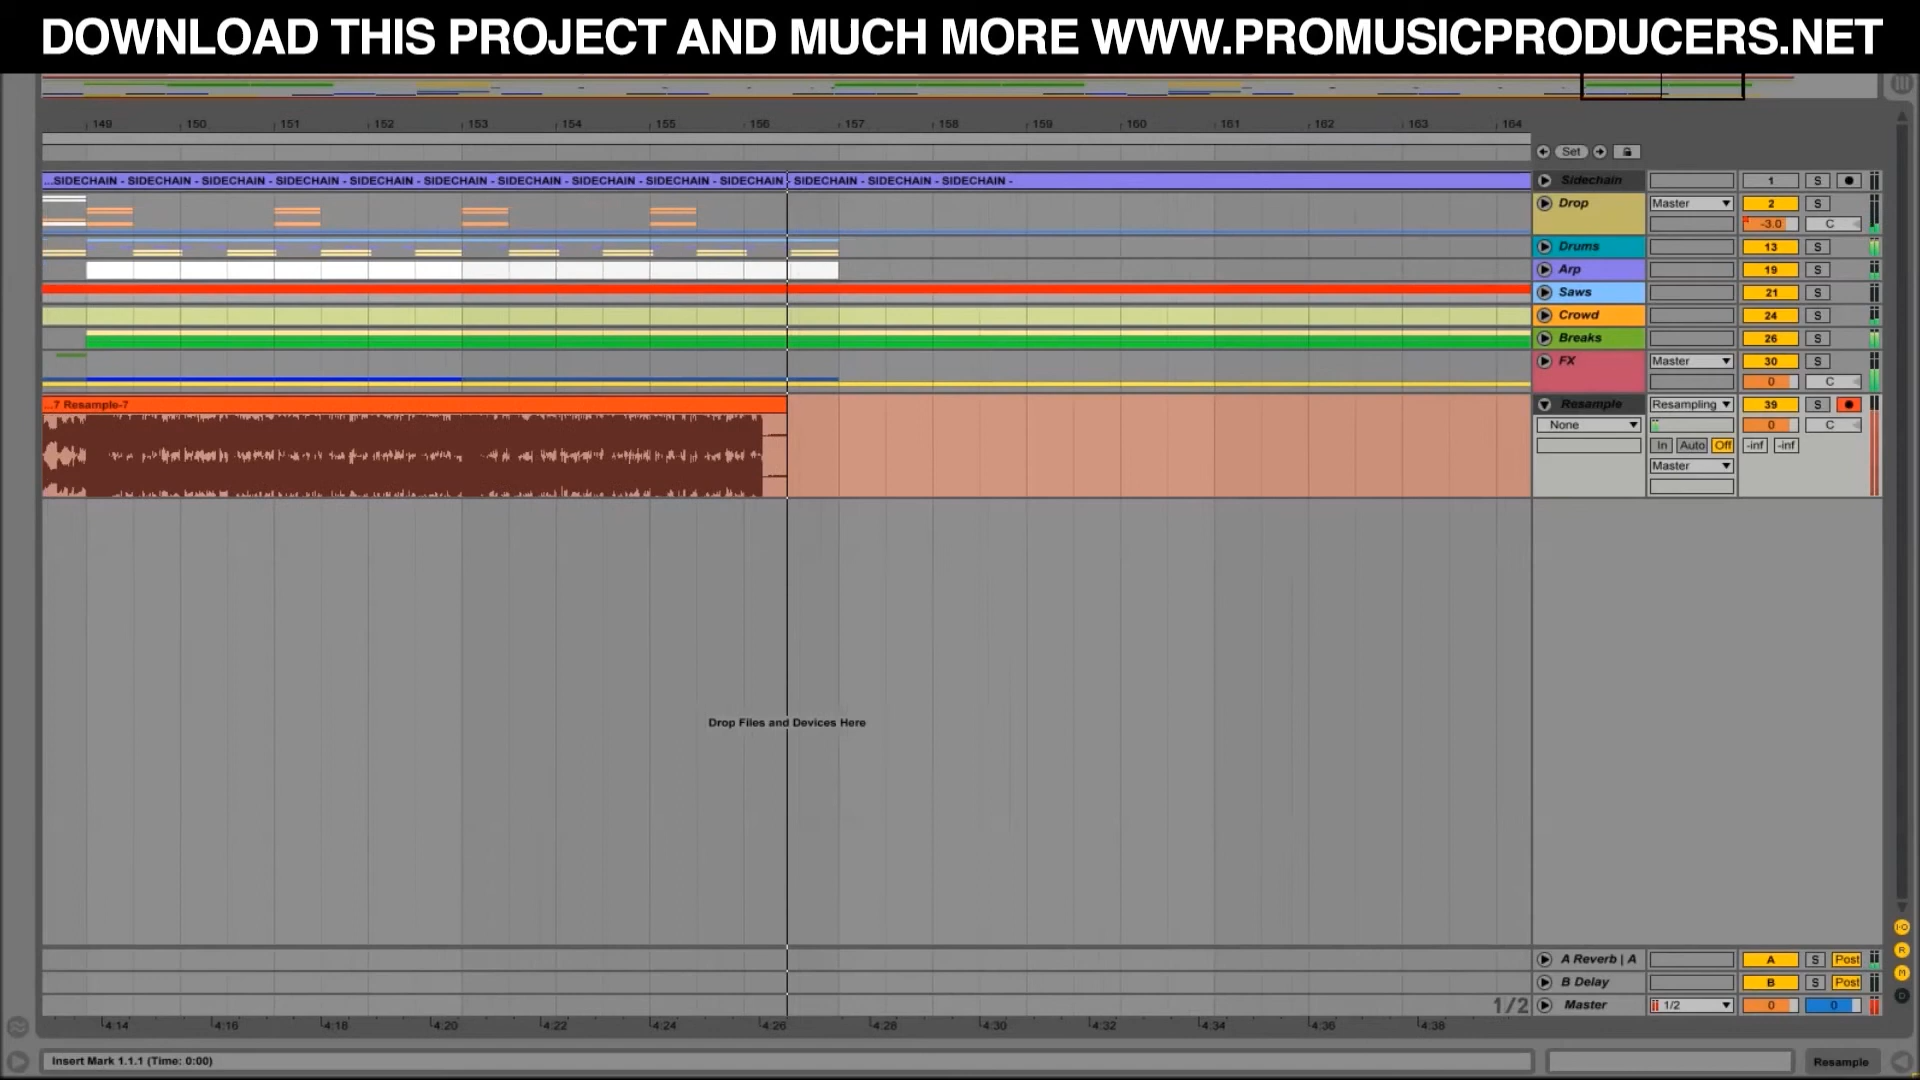 DOWNLOAD THIS PROJECT AND MUCH MORE WWW.PROMUSICPRODUCERS.NET
149 150 151 152 153 154 155 156 157 158 159 160 161 162 163 164
Set
...SIDECHAIN - SIDECHAIN - SIDECHAIN - SIDECHAIN - SIDECHAIN - SIDECHAIN - SIDECHAIN - SIDECHAIN - SIDECHAIN - SIDECHAIN - SIDECHAIN - SIDECHAIN - SIDECHAIN -
Sidechain 1 S
Drop Master 2 S
-3.0 C
Drums 13 S
Arp 19 S
Saws 21 S
Crowd 24 S
Breaks 26 S
FX Master 30 S
0 C
...7 Resample-7
Resample Resampling 39 S
None 0 C
In Auto Off -inf -inf
Master
Drop Files and Devices Here
A Reverb | A A S Post
B Delay B S Post
1/2 Master 1/2 0 0
4:14 4:16 4:18 4:20 4:22 4:24 4:26 4:28 4:30 4:32 4:34 4:36 4:38
Insert Mark 1.1.1 (Time: 0:00)
Resample
I·O
R
M
D